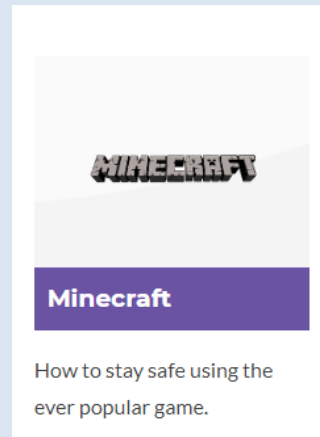 MINECRAFT
Minecraft
How to stay safe using the
ever popular game.